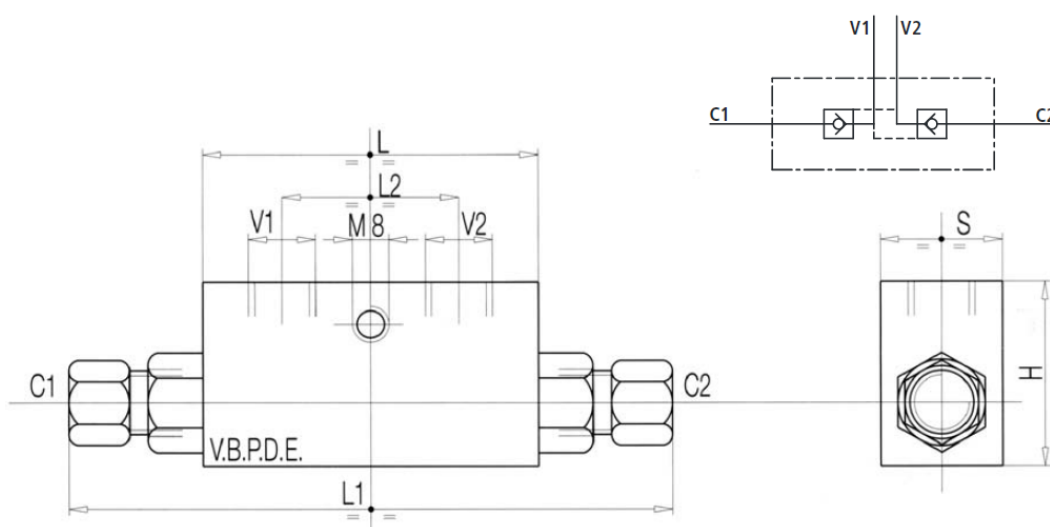 V1 V2
C1 C2
L
L2
V1 M8 V2
S
H
C1 C2
V.B.P.D.E.
L1